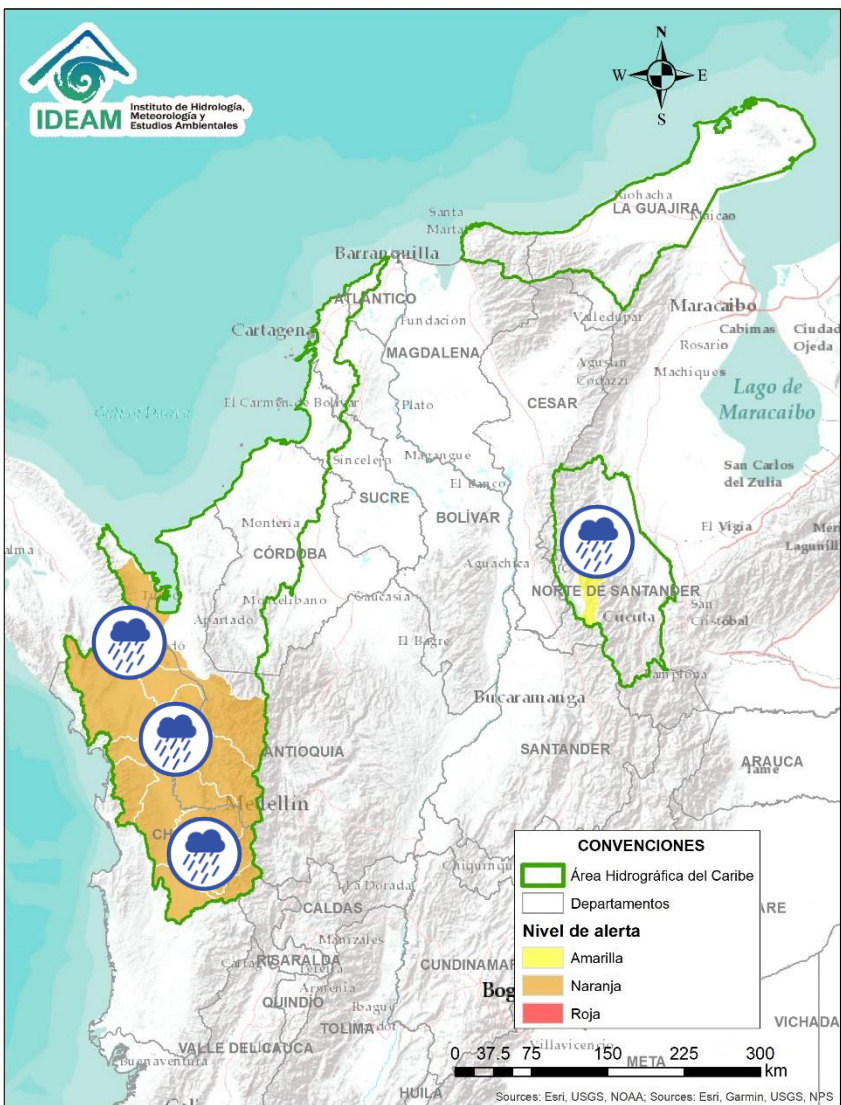 IDEAM
Instituto de Hidrología,
Meteorología y
Estudios Ambientales
N
W
E
S
Riohacha
LA GUAJIRA
Maicao
Santa
Marta
Barranquilla
ATLÁNTICO
Maracaibo
Cartagena
Fundación
Valledupar
Cabimas
Ciudad
Ojeda
Rosario
MAGDALENA
Machiques
Agustín
Codazzi
Lago de
Maracaibo
El Carmen de Bolívar
Plato
CESAR
Sincelejo
Magangue
San Carlos
del Zulia
SUCRE
El Banco
BOLÍVAR
Montería
El Vigía
CÓRDOBA
Aguachica
NORTE DE SANTANDER
Montelibano
Caucasia
Apartadó
Cucuta
San
Cristóbal
El Bagre
Bucaramanga
ANTIOQUIA
SANTANDER
ARAUCA
Tame
Medellín
CONVENCIONES
Área Hidrográfica del Caribe
Departamentos
Nivel de alerta
Amarilla
Naranja
Roja
La Dorada
CALDAS
Manizales
RISARALDA
Pereira
Armenia
QUINDÍO
Ibague
TOLIMA
VICHADA
Villavicencio
VALLE DEL CAUCA
META
Buenaventura
HUILA
0 37.5 75 150 225 300
km
Sources: Esri, USGS, NOAA; Sources: Esri, Garmin, USGS, NPS